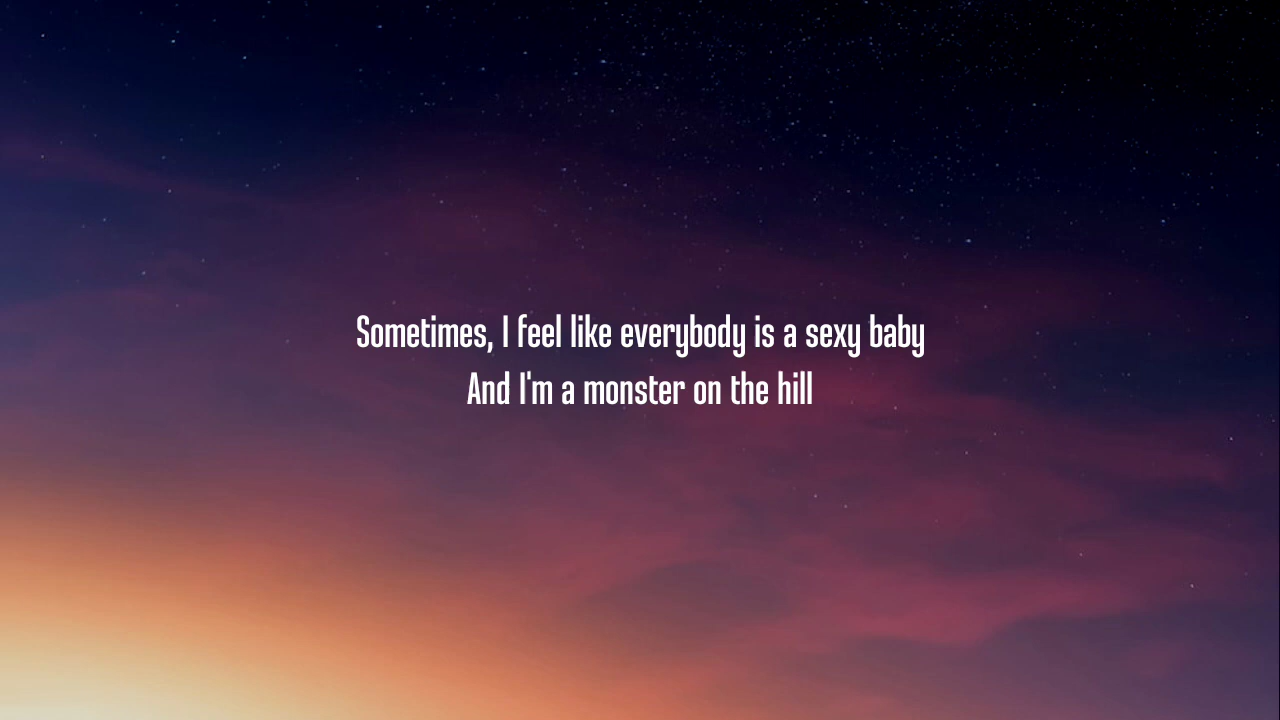 Sometimes, I feel like everybody is a sexy baby
And I'm a monster on the hill